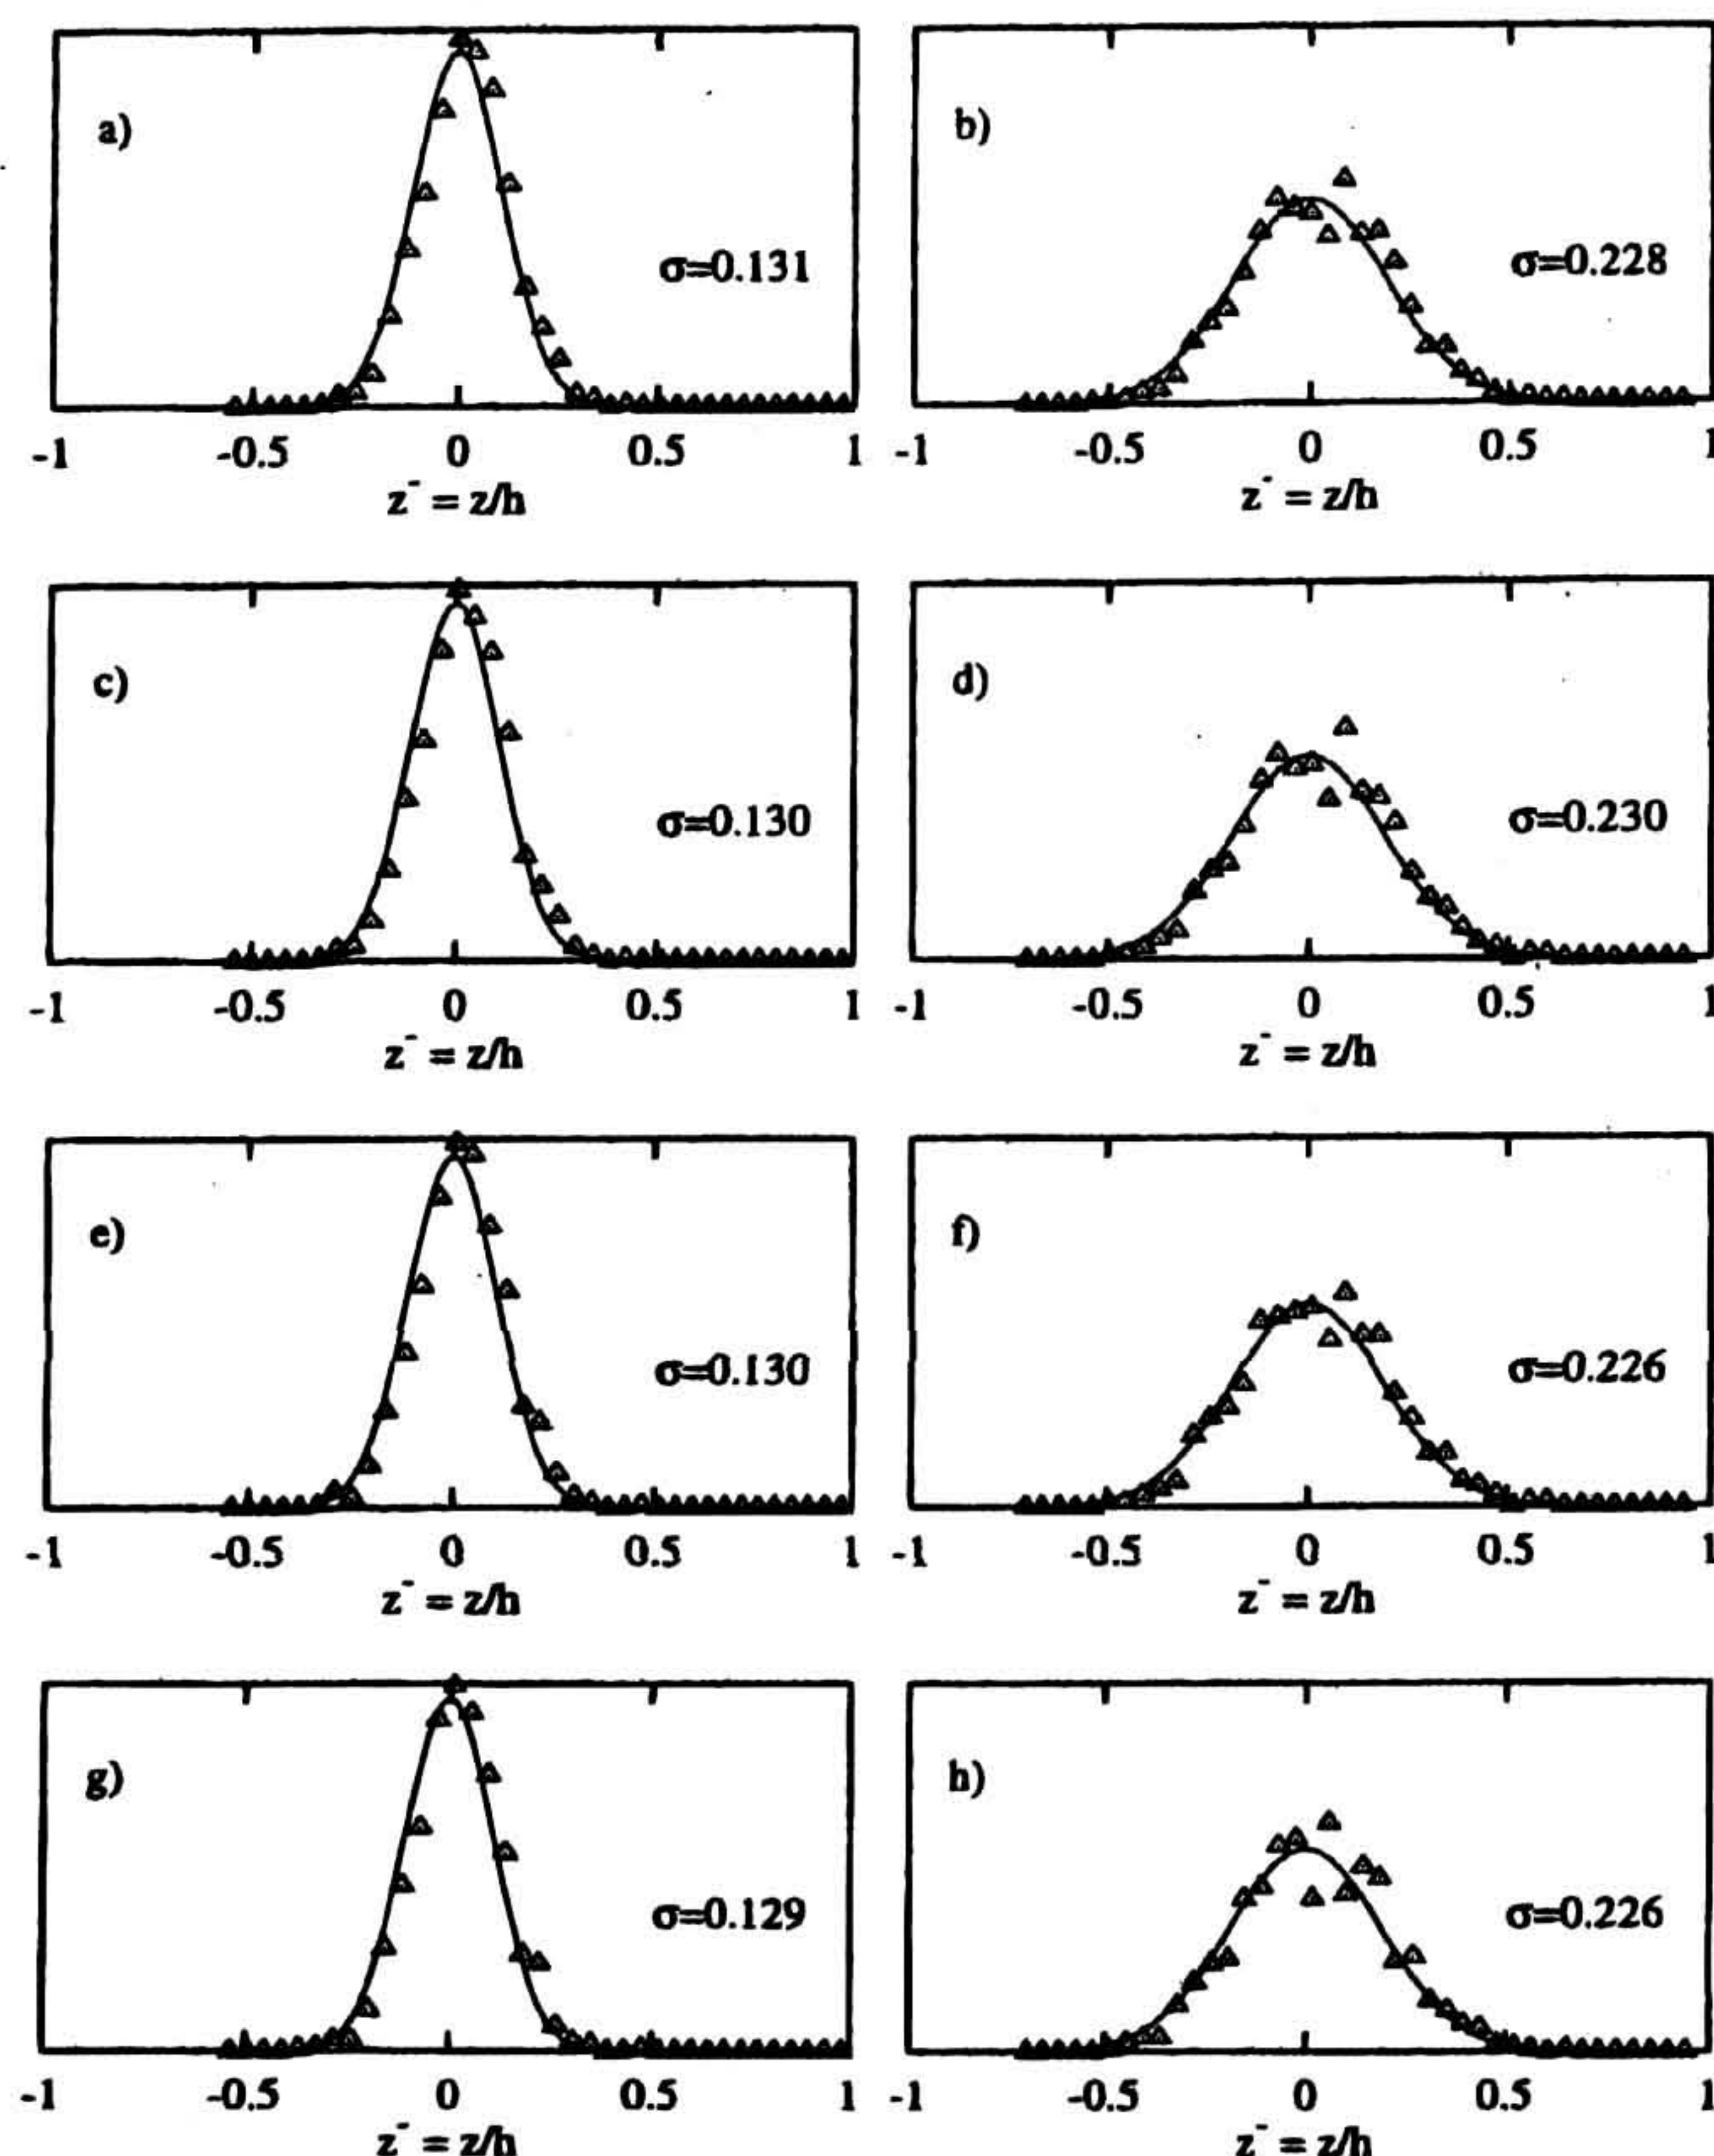 a)
σ=0.131
-1 -0.5 0 0.5 1
z⁻ = z/h
b)
σ=0.228
-1 -0.5 0 0.5 1
z⁻ = z/h
c)
σ=0.130
-1 -0.5 0 0.5 1
z⁻ = z/h
d)
σ=0.230
-1 -0.5 0 0.5 1
z⁻ = z/h
e)
σ=0.130
-1 -0.5 0 0.5 1
z⁻ = z/h
f)
σ=0.226
-1 -0.5 0 0.5 1
z⁻ = z/h
g)
σ=0.129
-1 -0.5 0 0.5 1
z⁻ = z/h
h)
σ=0.226
-1 -0.5 0 0.5 1
z⁻ = z/h